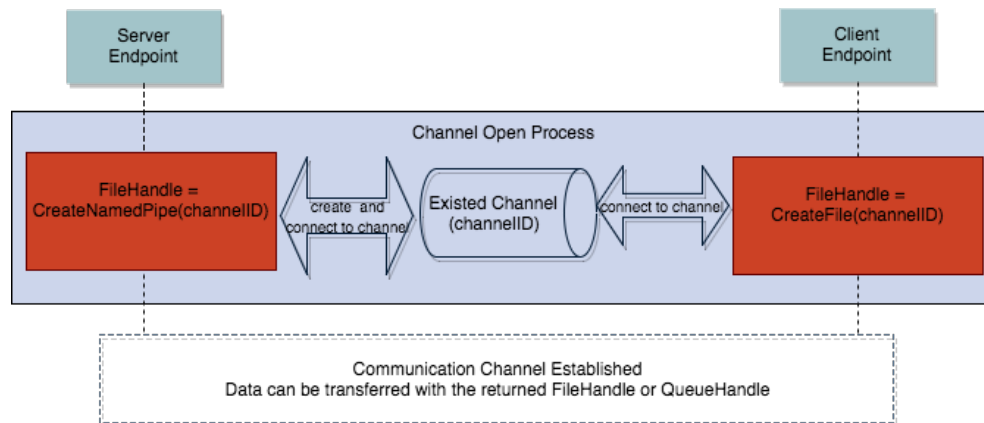 Server
Endpoint
Client
Endpoint
Channel Open Process
FileHandle =
CreateNamedPipe(channelID)
create and
connect to channel
Existed Channel
(channelID)
connect to channel
FileHandle =
CreateFile(channelID)
Communication Channel Established
Data can be transferred with the returned FileHandle or QueueHandle